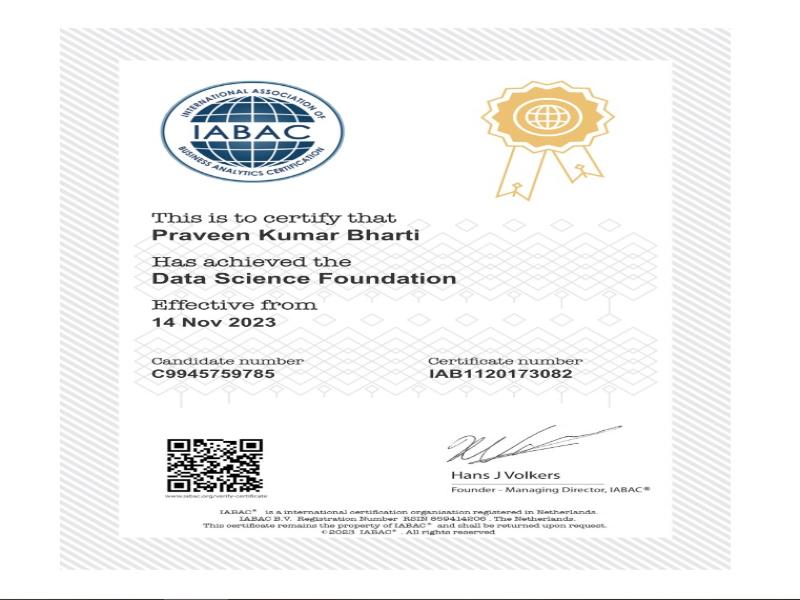 INTERNATIONAL ASSOCIATION OF
IABAC
BUSINESS ANALYTICS CERTIFICATION
This is to certify that
Praveen Kumar Bharti
Has achieved the
Data Science Foundation
Effective from
14 Nov 2023
Candidate number
C9945759785
Certificate number
IAB1120173082
www.iabac.org/verify-certificate
Hans J Volkers
Founder - Managing Director, IABAC®
IABAC® is a international certification organisation registered in Netherlands.
IABAC B.V. Registration Number RSIN 859414206 . The Netherlands.
This certificate remains the property of IABAC® and shall be returned upon request.
©2023 IABAC® . All rights reserved